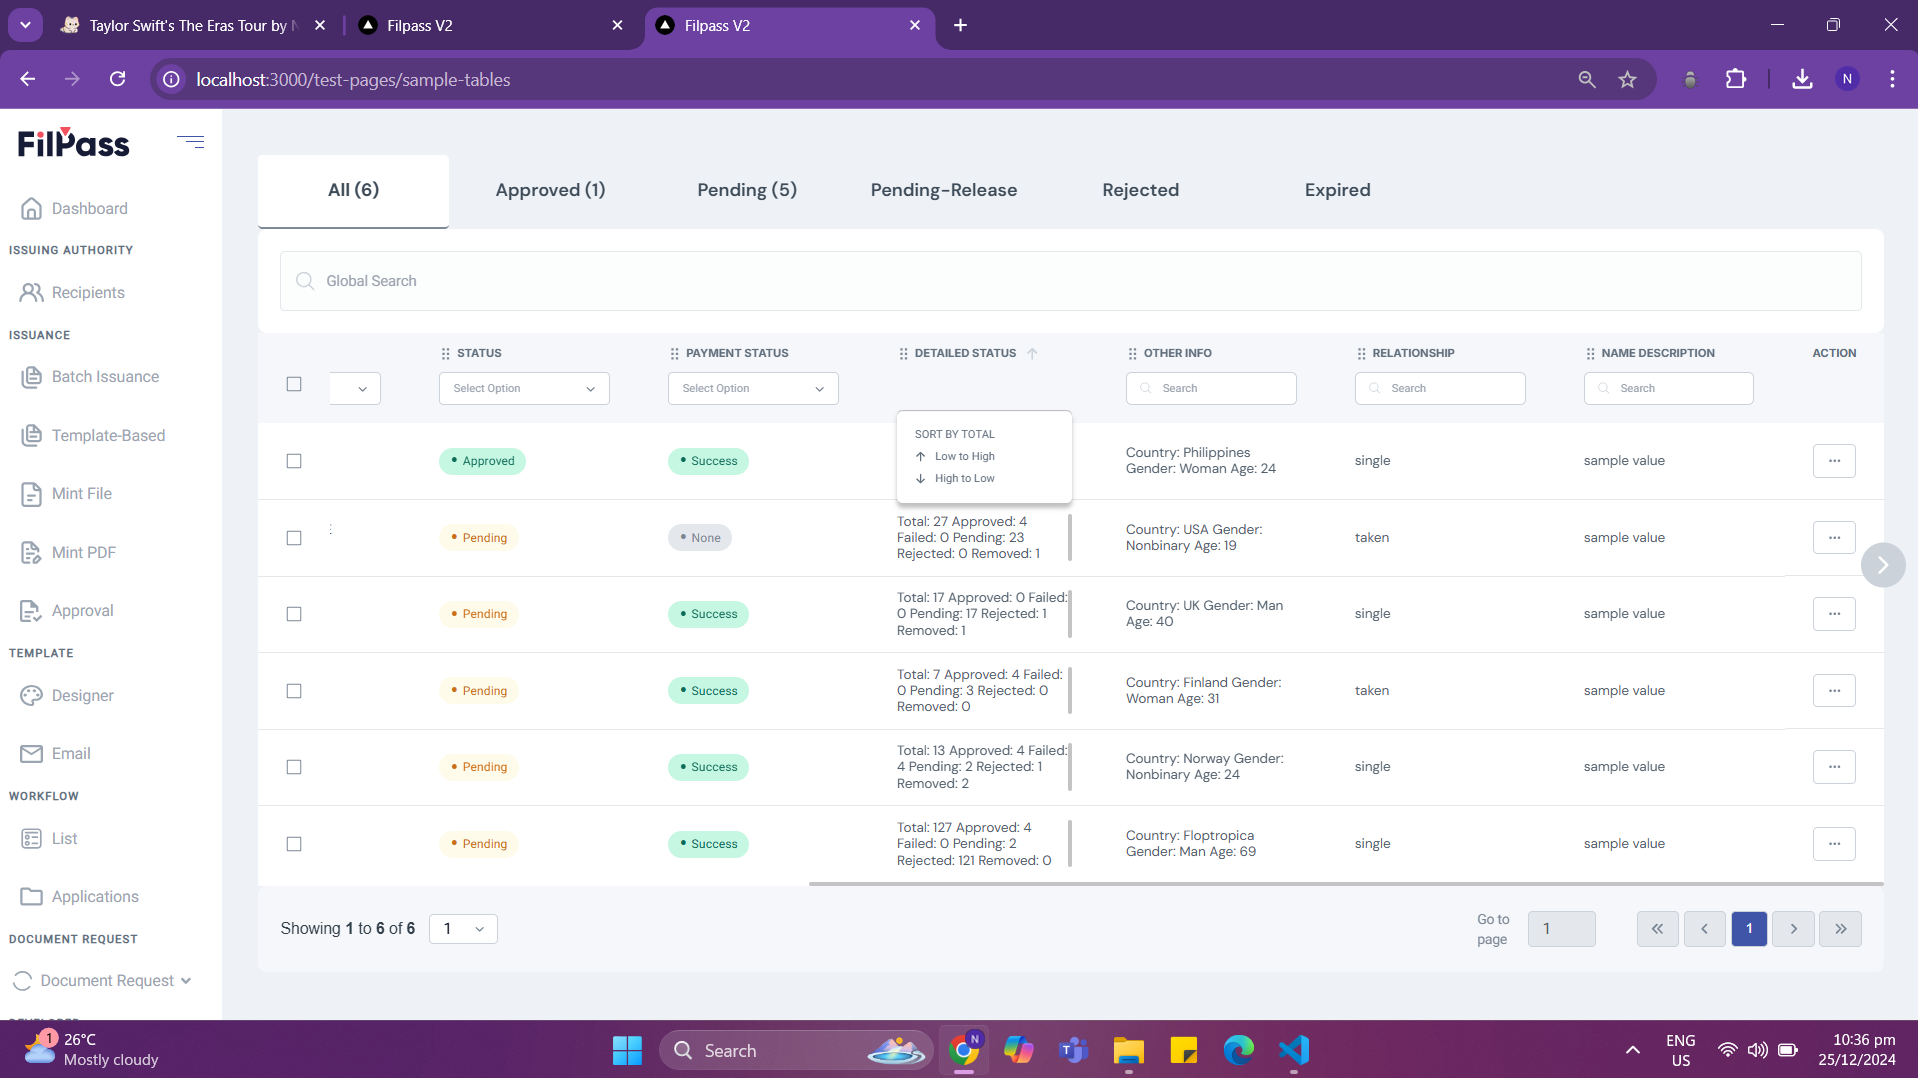 Taylor Swift's The Eras Tour by N
Filpass V2
Filpass V2
localhost:3000/test-pages/sample-tables
N
FilPass
Dashboard
ISSUING AUTHORITY
Recipients
ISSUANCE
Batch Issuance
Template-Based
Mint File
Mint PDF
Approval
TEMPLATE
Designer
Email
WORKFLOW
List
Applications
DOCUMENT REQUEST
Document Request
All (6)
Approved (1)
Pending (5)
Pending-Release
Rejected
Expired
Global Search
STATUS
PAYMENT STATUS
DETAILED STATUS
OTHER INFO
RELATIONSHIP
NAME DESCRIPTION
ACTION
Select Option
Select Option
Search
Search
Search
SORT BY TOTAL
Low to High
High to Low
Approved
Success
Country: Philippines
Gender: Woman Age: 24
single
sample value
Pending
None
Total: 27 Approved: 4
Failed: 0 Pending: 23
Rejected: 0 Removed: 1
Country: USA Gender:
Nonbinary Age: 19
taken
sample value
Pending
Success
Total: 17 Approved: 0 Failed:
0 Pending: 17 Rejected: 1
Removed: 1
Country: UK Gender: Man
Age: 40
single
sample value
Pending
Success
Total: 7 Approved: 4 Failed:
0 Pending: 3 Rejected: 0
Removed: 0
Country: Finland Gender:
Woman Age: 31
taken
sample value
Pending
Success
Total: 13 Approved: 4 Failed:
4 Pending: 2 Rejected: 1
Removed: 2
Country: Norway Gender:
Nonbinary Age: 24
single
sample value
Pending
Success
Total: 127 Approved: 4
Failed: 0 Pending: 2
Rejected: 121 Removed: 0
Country: Floptropica
Gender: Man Age: 69
single
sample value
Showing 1 to 6 of 6
1
Go to
page
1
1
1
26°C
Mostly cloudy
Search
N
ENG
US
10:36 pm
25/12/2024